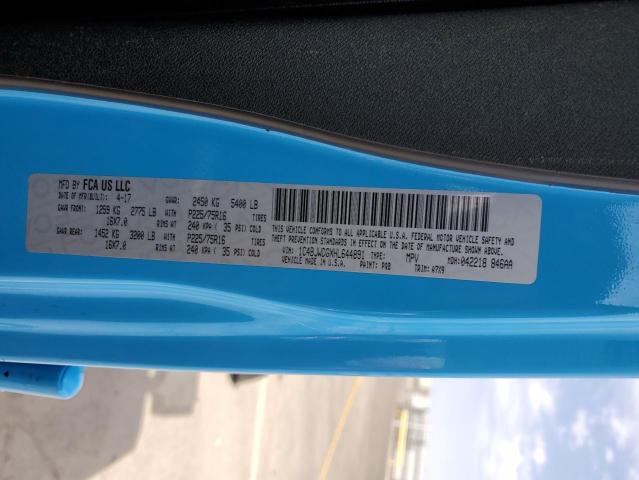 MFD BY FCA US LLC GVWR: 2450 KG 5400 LB
DATE OF MFR(BUILT): 4-17
GAWR FRONT: 1259 KG 2775 LB WITH P225/75R16 TIRES
16X7.0 RIMS AT 240 KPA ( 35 PSI) COLD
GAWR REAR: 1452 KG 3200 LB WITH P225/75R16 TIRES
16X7.0 RIMS AT 240 KPA ( 35 PSI) COLD
THIS VEHICLE CONFORMS TO ALL APPLICABLE U.S.A. FEDERAL MOTOR VEHICLE SAFETY AND
THEFT PREVENTION STANDARDS IN EFFECT ON THE DATE OF MANUFACTURE SHOWN ABOVE.
VIN: 1C4BJWDGXHL644891 TYPE: MPV MDH:042218 846AA
VEHICLE MADE IN U.S.A. PAINT: PQB TRIM: A7X9